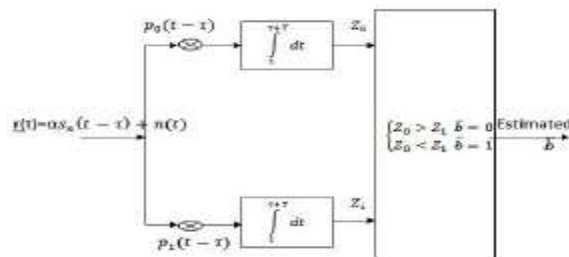 p₀(t − τ)
∫ τ+T τ dt
Z₀
r(t)=αsₙ(t − τ) + n(t)
{Z₀ > Z₁ b̂ = 0
{Z₀ < Z₁ b̂ = 1
Estimated
b̂
p₁(t − τ)
∫ τ+T τ dt
Z₁